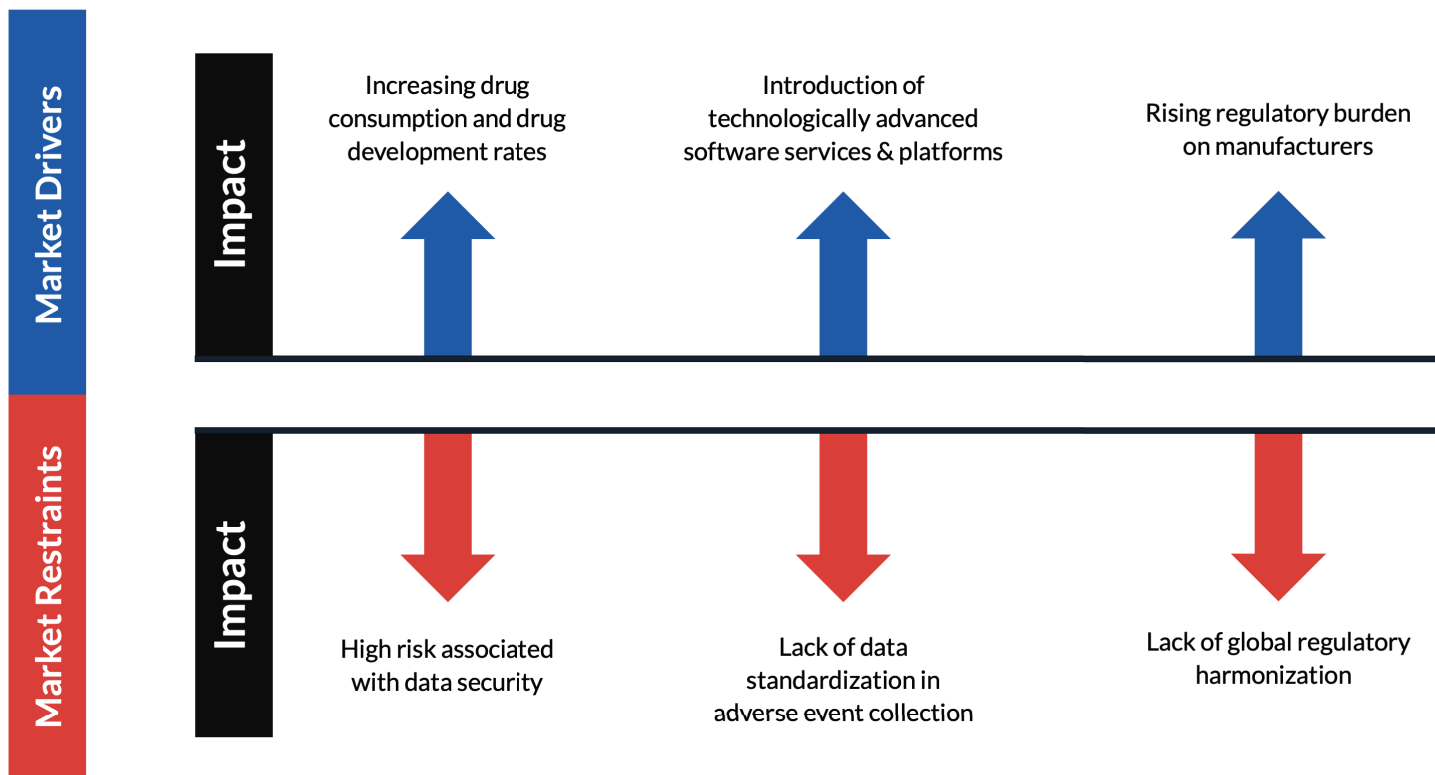 Market Drivers
Impact
Increasing drug
consumption and drug
development rates
Introduction of
technologically advanced
software services & platforms
Rising regulatory burden
on manufacturers
Market Restraints
Impact
High risk associated
with data security
Lack of data
standardization in
adverse event collection
Lack of global regulatory
harmonization